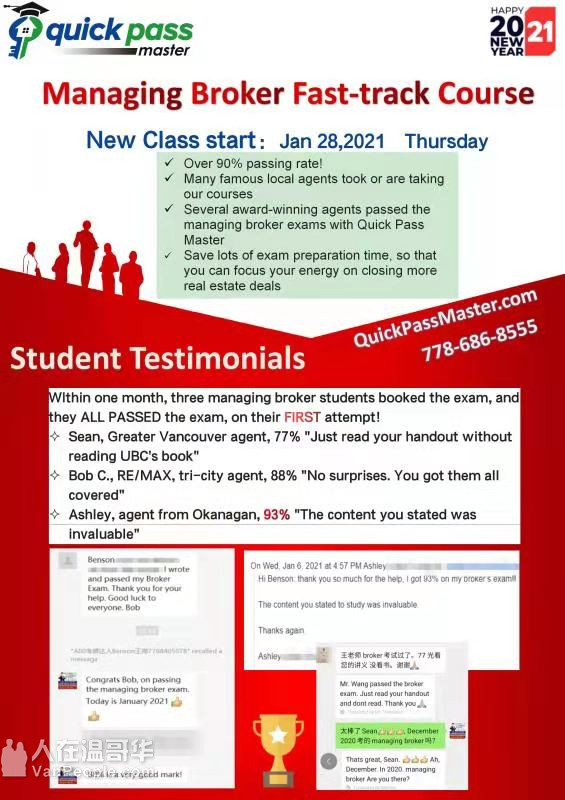 quick pass
master
HAPPY
20 21
NEW
YEAR
Managing Broker Fast-track Course
New Class start： Jan 28,2021 Thursday
✓ Over 90% passing rate!
✓ Many famous local agents took or are taking
our courses
✓ Several award-winning agents passed the
managing broker exams with Quick Pass
Master
✓ Save lots of exam preparation time, so that
you can focus your energy on closing more
real estate deals
QuickPassMaster.com
778-686-8555
Student Testimonials
WIthin one month, three managing broker students booked the exam, and
they ALL PASSED the exam, on their FIRST attempt!
✧ Sean, Greater Vancouver agent, 77% "Just read your handout without
reading UBC's book"
✧ Bob C., RE/MAX, tri-city agent, 88% "No surprises. You got them all
covered"
✧ Ashley, agent from Okanagan, 93% "The content you stated was
invaluable"
Benson
I wrote
and passed my Broker
Exam. Thank you for your
help. Good luck to
everyone. Bob
recalled a
message
Congrats Bob, on passing
the managing broker exam.
Today is January 2021 👍
👍
is a very good mark!
On Wed, Jan 6, 2021 at 4:57 PM Ashley
Hi Benson: thank you so much for the help, I got 93% on my broker's exam!!!
The content you stated to study was invaluable.
Thanks again.
Ashley
王老师 broker 考试过了。77 光看
您的讲义 没看书。谢谢🙏
Mr. Wang passed the broker
exam. Just read your handout
and dont read. Thank you🙏
太棒了 Sean👍👍👍, December
2020 考的 managing broker 吗?
Thats great, Sean. 👍👍👍 Ah,
December. In 2020. managing
broker Are you there?
人在温哥华
VanPeople.com